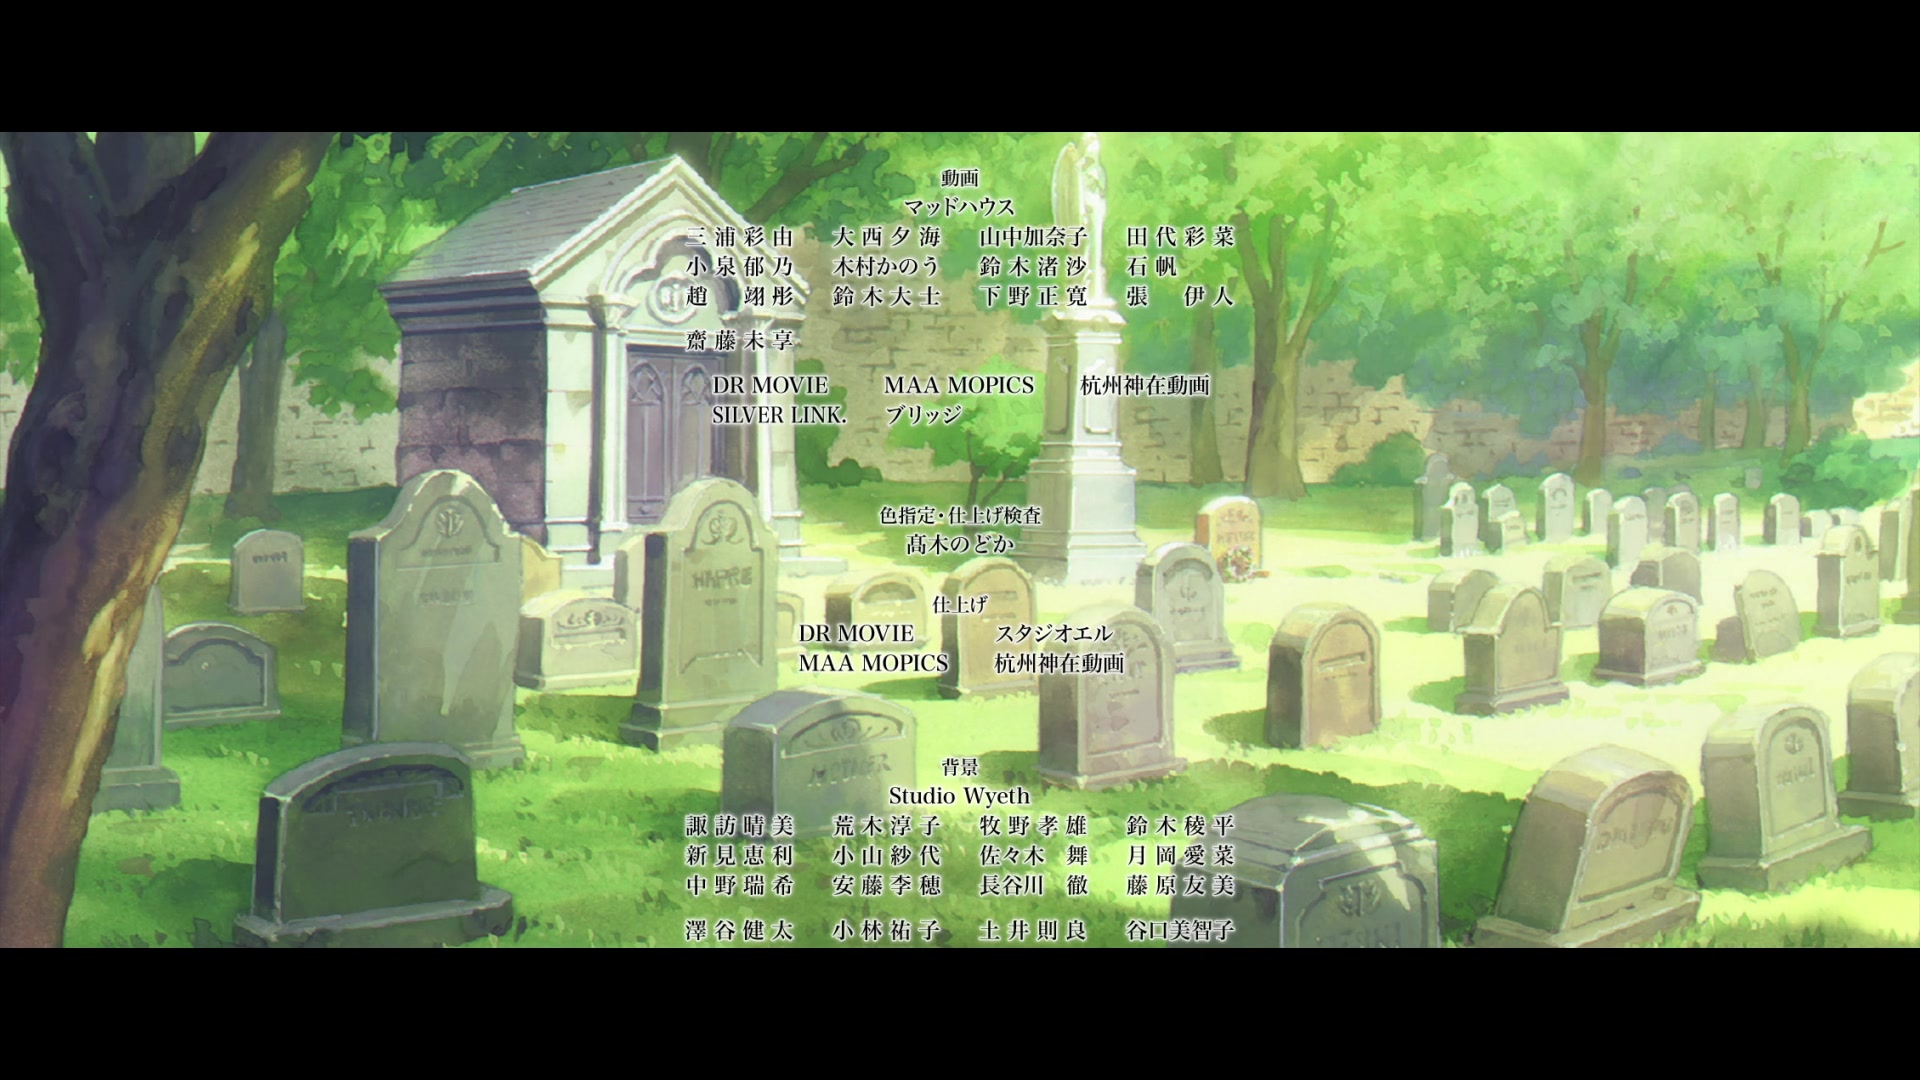 動画
マッドハウス
三浦彩由 大西夕海 山中加奈子 田代彩菜
小泉郁乃 木村かのう 鈴木渚沙 石帆
趙 翊彤 鈴木大士 下野正寛 張 伊人
齋藤未享
DR MOVIE MAA MOPICS 杭州神在動画
SILVER LINK. ブリッジ
色指定・仕上げ検査
髙木のどか
仕上げ
DR MOVIE スタジオエル
MAA MOPICS 杭州神在動画
背景
Studio Wyeth
諏訪晴美 荒木淳子 牧野孝雄 鈴木稜平
新見恵利 小山紗代 佐々木 舞 月岡愛菜
中野瑞希 安藤李穂 長谷川 徹 藤原友美
澤谷健太 小林祐子 土井則良 谷口美智子
MOTHER